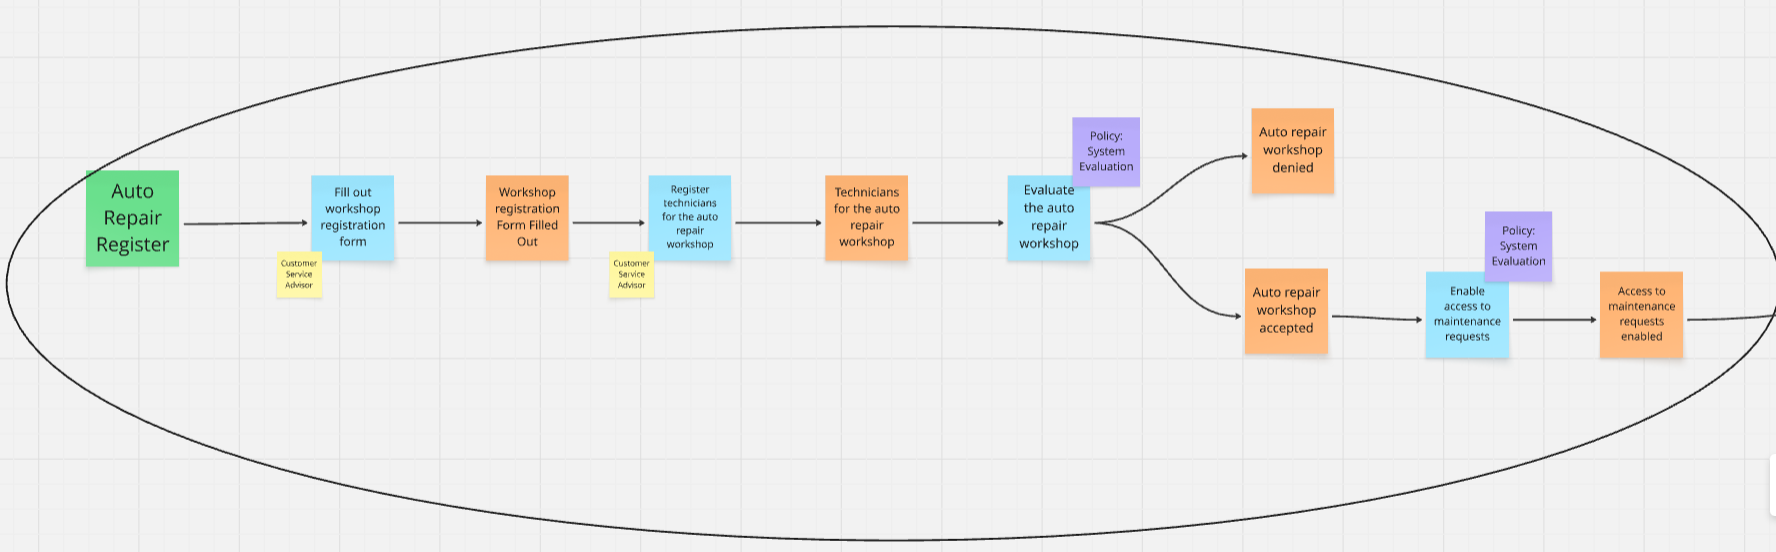 Auto
Repair
Register
Fill out
workshop
registration
form
Customer
Service
Advisor
Workshop
registration
Form Filled
Out
Register
technicians
for the auto
repair
workshop
Customer
Service
Advisor
Technicians
for the auto
repair
workshop
Policy:
System
Evaluation
Evaluate
the auto
repair
workshop
Auto repair
workshop
denied
Auto repair
workshop
accepted
Policy:
System
Evaluation
Enable
access to
maintenance
requests
Access to
maintenance
requests
enabled